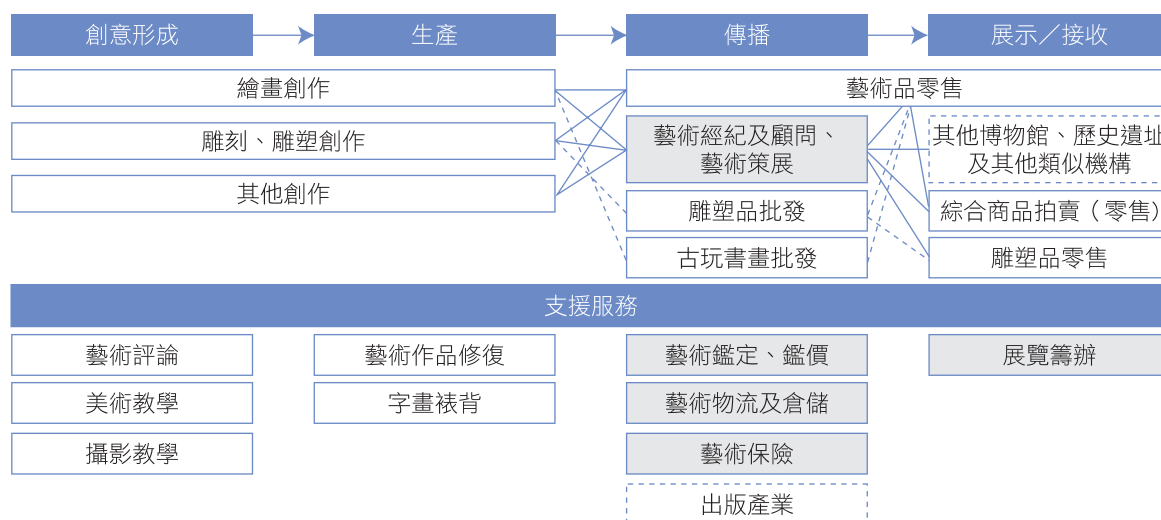 創意形成
生產
傳播
展示／接收
繪畫創作
藝術品零售
雕刻、雕塑創作
藝術經紀及顧問、
藝術策展
其他博物館、歷史遺址
及其他類似機構
其他創作
雕塑品批發
綜合商品拍賣（零售）
古玩書畫批發
雕塑品零售
支援服務
藝術評論
藝術作品修復
藝術鑑定、鑑價
展覽籌辦
美術教學
字畫裱背
藝術物流及倉儲
攝影教學
藝術保險
出版產業